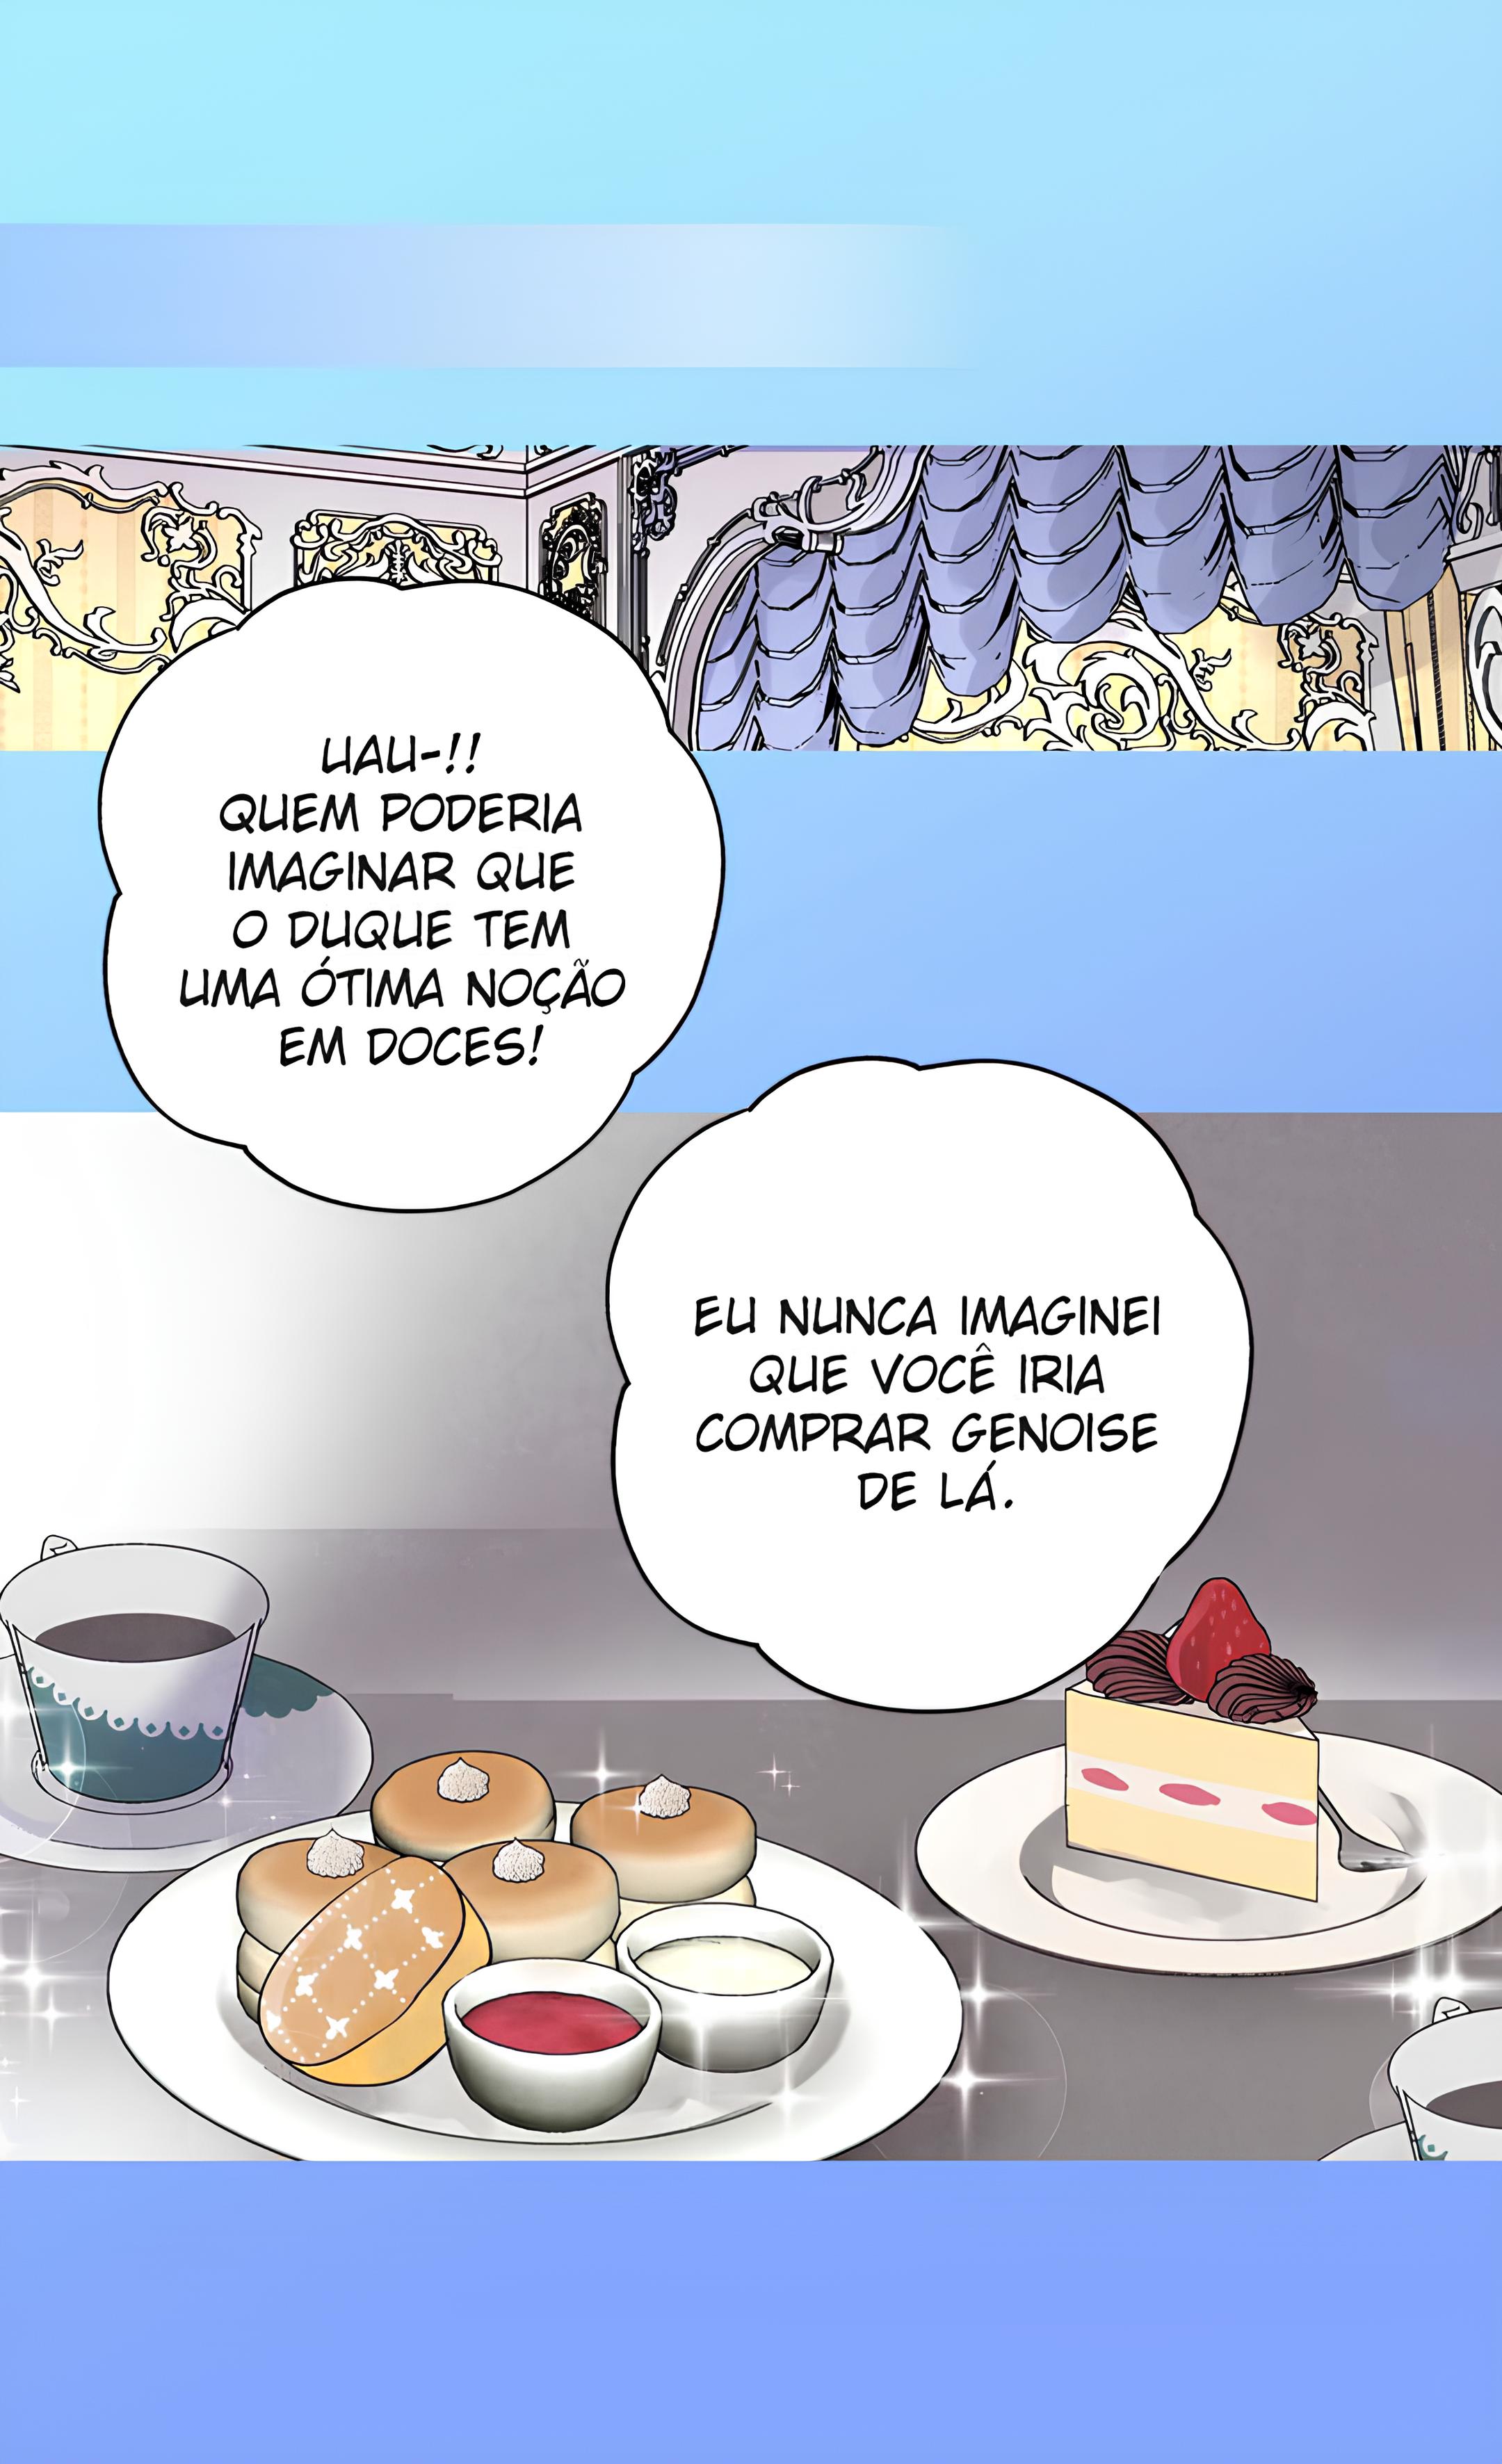 UAU-!!
QUEM PODERIA
IMAGINAR QUE
O DUQUE TEM
UMA ÓTIMA NOÇÃO
EM DOCES!
EU NUNCA IMAGINEI
QUE VOCÊ IRIA
COMPRAR GENOISE
DE LÁ.